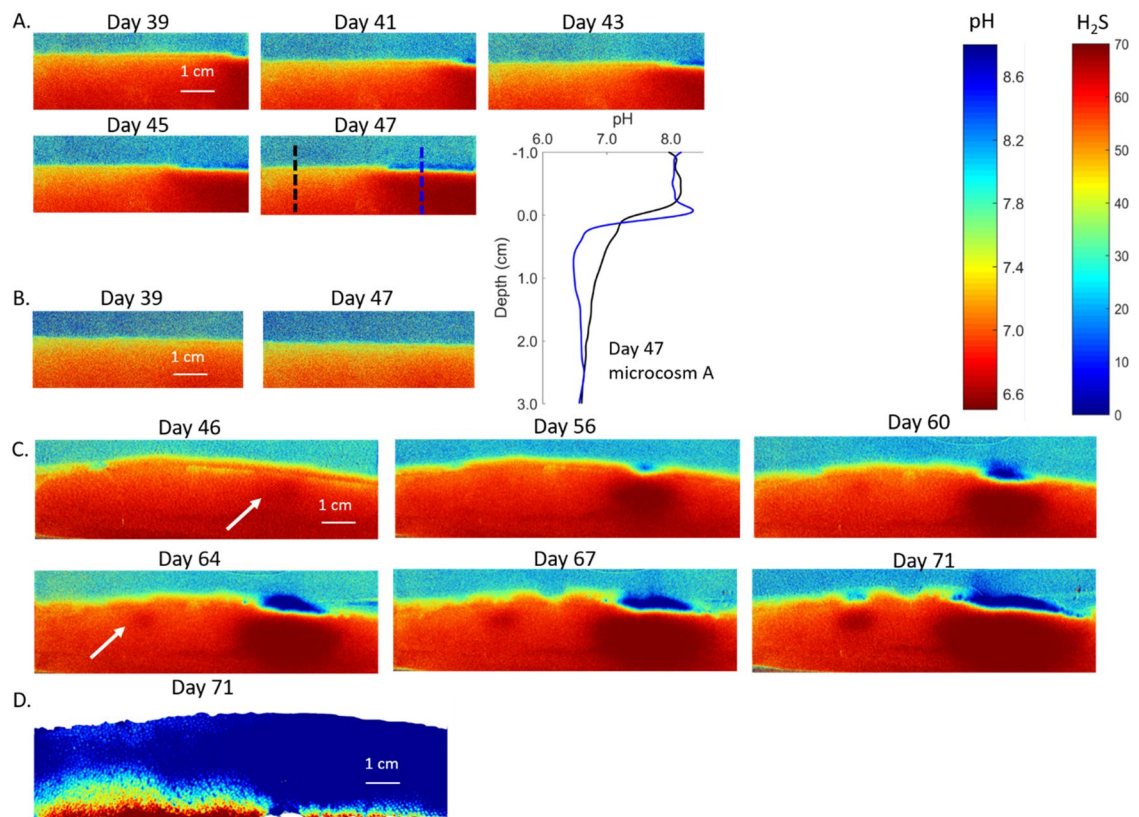 A.
Day 39
Day 41
Day 43
1 cm
Day 45
Day 47
pH
6.0 7.0 8.0
-1.0
0.0
1.0
2.0
3.0
Depth (cm)
Day 47
microcosm A
pH
8.6
8.2
7.8
7.4
7.0
6.6
H₂S
70
60
50
40
30
20
10
0
B.
Day 39
Day 47
1 cm
C.
Day 46
Day 56
Day 60
1 cm
Day 64
Day 67
Day 71
D.
Day 71
1 cm